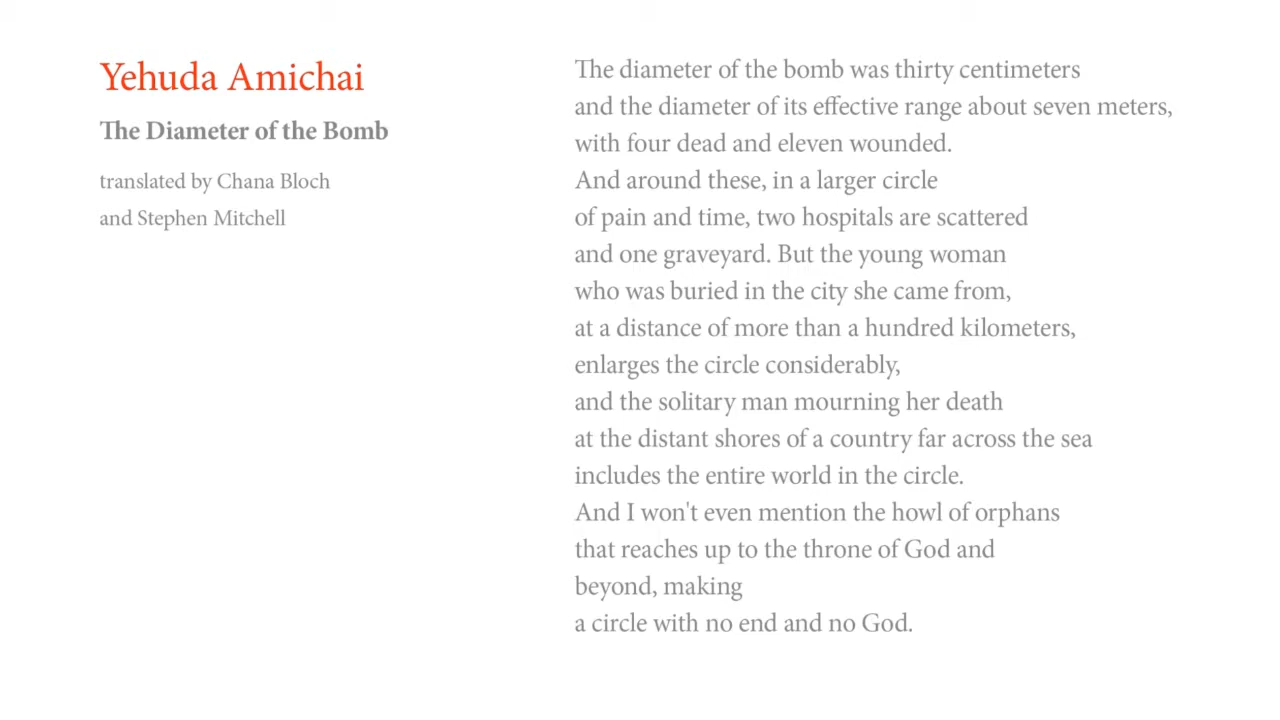 Yehuda Amichai
The Diameter of the Bomb
translated by Chana Bloch
and Stephen Mitchell
The diameter of the bomb was thirty centimeters
and the diameter of its effective range about seven meters,
with four dead and eleven wounded.
And around these, in a larger circle
of pain and time, two hospitals are scattered
and one graveyard. But the young woman
who was buried in the city she came from,
at a distance of more than a hundred kilometers,
enlarges the circle considerably,
and the solitary man mourning her death
at the distant shores of a country far across the sea
includes the entire world in the circle.
And I won't even mention the howl of orphans
that reaches up to the throne of God and
beyond, making
a circle with no end and no God.